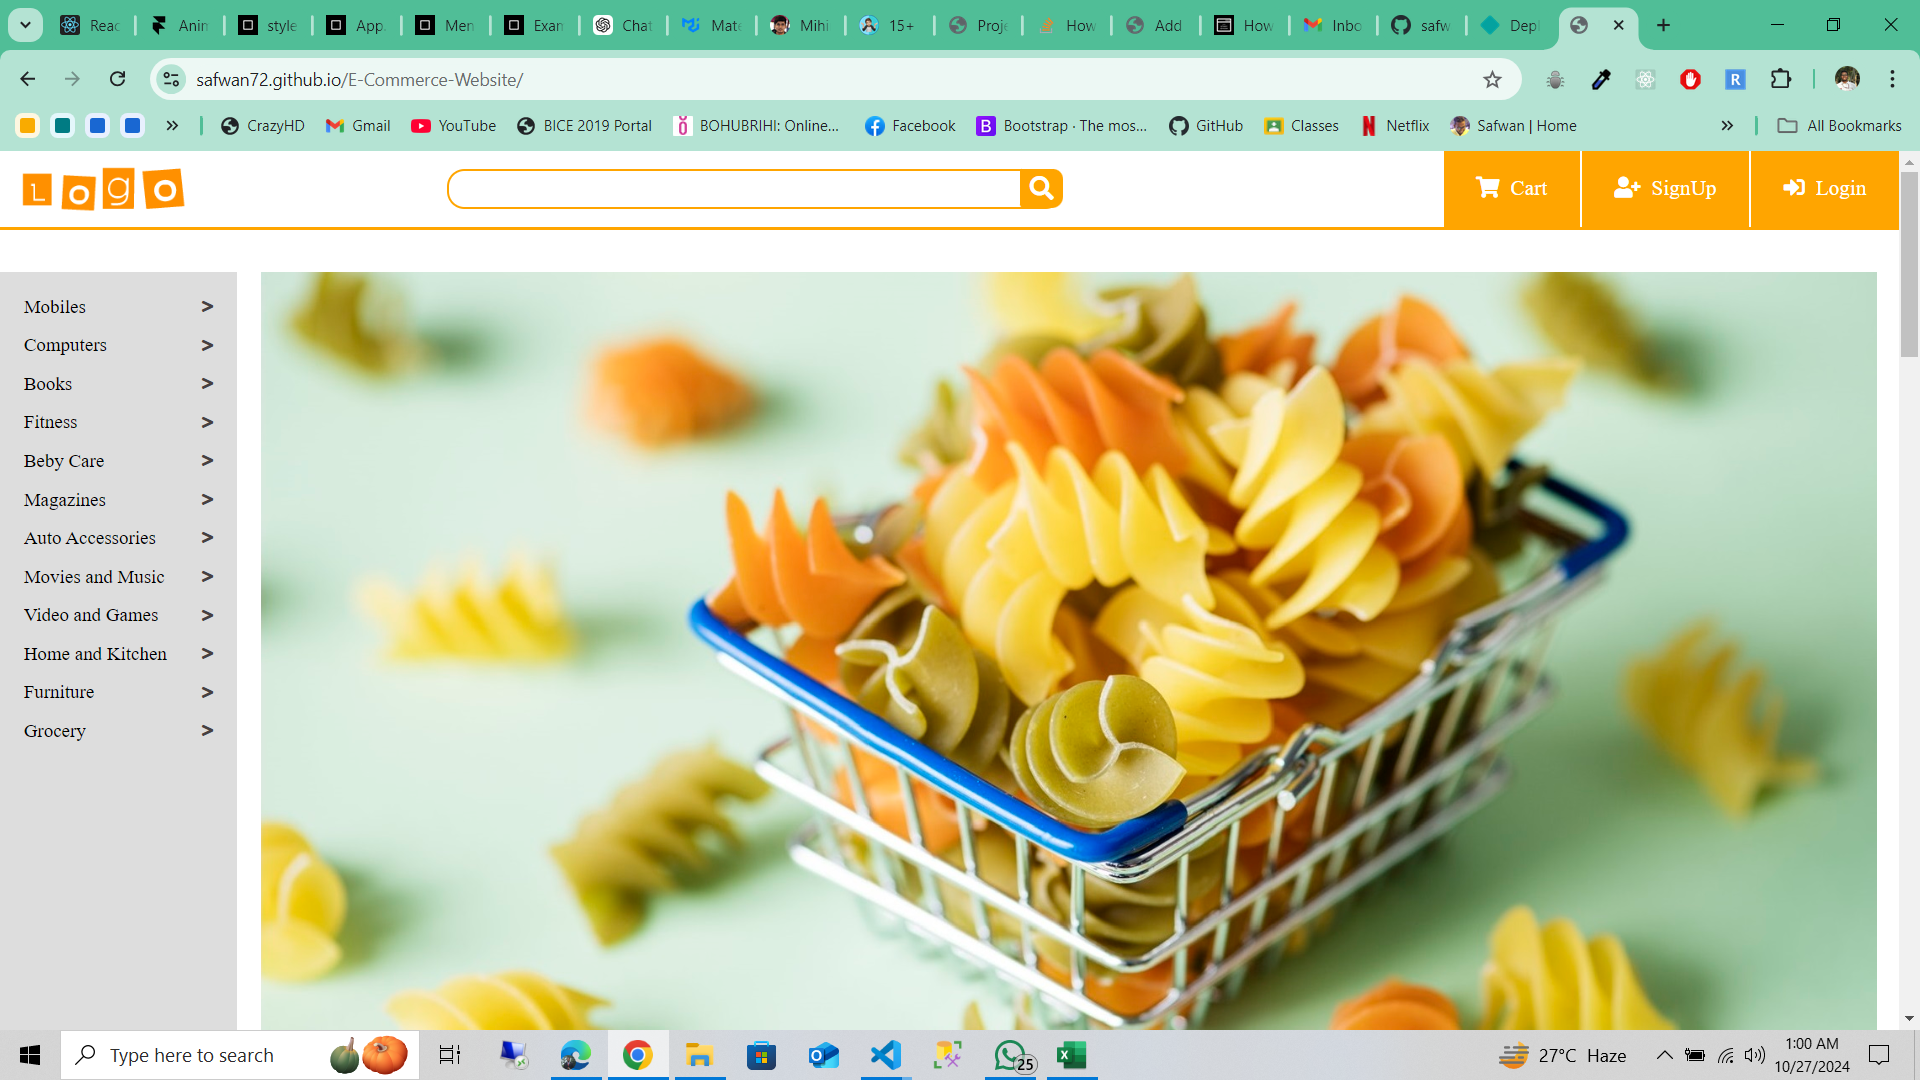 Reac
Anin
style
App.
Men
Exan
Chat
Mate
Mihi
15+
Proje
How
Add
How
Inbo
safw
Depl
safwan72.github.io/E-Commerce-Website/
R
CrazyHD
Gmail
YouTube
BICE 2019 Portal
BOHUBRIHI: Online...
Facebook
B Bootstrap · The mos...
GitHub
Classes
Netflix
Safwan | Home
All Bookmarks
Logo
Cart
SignUp
Login
Mobiles >
Computers >
Books >
Fitness >
Beby Care >
Magazines >
Auto Accessories >
Movies and Music >
Video and Games >
Home and Kitchen >
Furniture >
Grocery >
Type here to search
25
27°C Haze
1:00 AM
10/27/2024